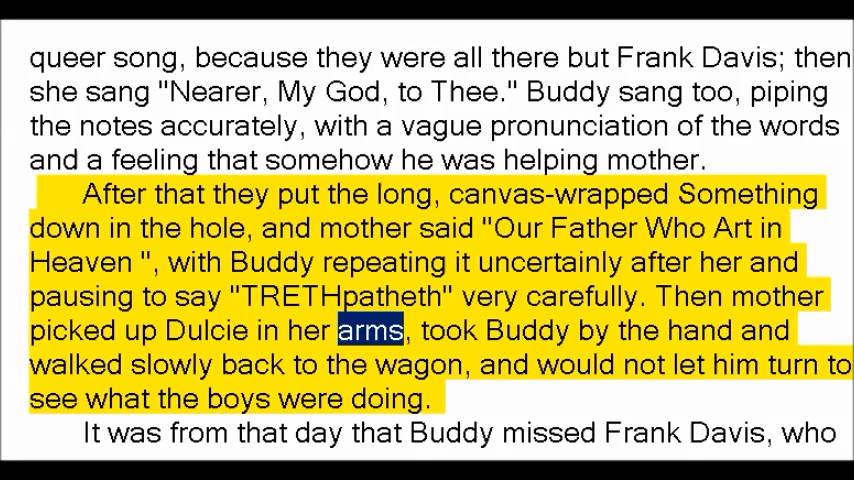 queer song, because they were all there but Frank Davis; then
she sang "Nearer, My God, to Thee." Buddy sang too, piping
the notes accurately, with a vague pronunciation of the words
and a feeling that somehow he was helping mother.
After that they put the long, canvas-wrapped Something
down in the hole, and mother said "Our Father Who Art in
Heaven ", with Buddy repeating it uncertainly after her and
pausing to say "TRETHpatheth" very carefully. Then mother
picked up Dulcie in her arms, took Buddy by the hand and
walked slowly back to the wagon, and would not let him turn to
see what the boys were doing.
It was from that day that Buddy missed Frank Davis, who